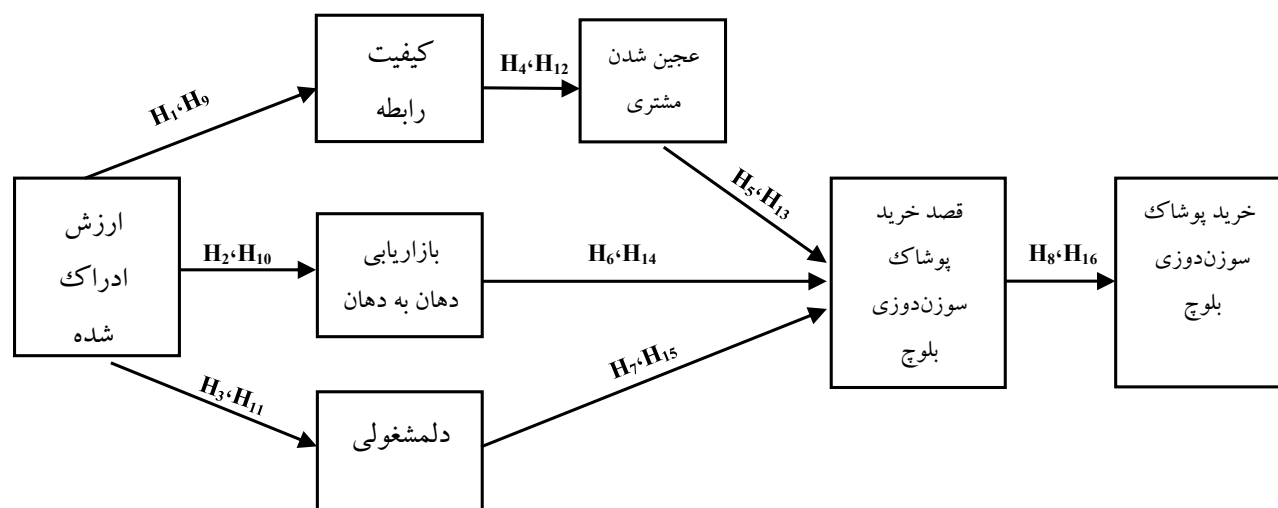 ارزش
ادراک
شده
H₁،H₉
H₂،H₁₀
H₃،H₁₁
کیفیت
رابطه
بازاریابی
دهان به دهان
دلمشغولی
H₄،H₁₂
عجین شدن
مشتری
H₅،H₁₃
H₆،H₁₄
H₇،H₁₅
قصد خرید
پوشاک
سوزن‌دوزی
بلوچ
H₈،H₁₆
خرید پوشاک
سوزن‌دوزی
بلوچ